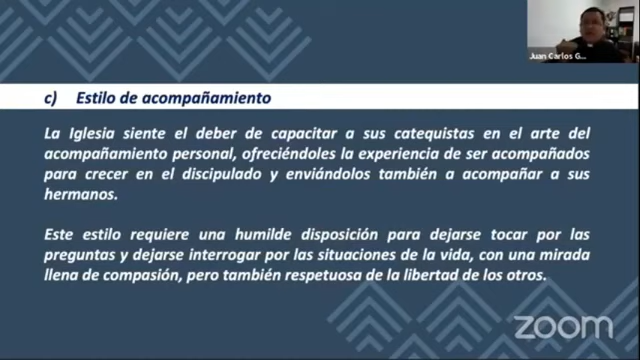 Juan Carlos G...
c) Estilo de acompañamiento
La Iglesia siente el deber de capacitar a sus catequistas en el arte del
acompañamiento personal, ofreciéndoles la experiencia de ser acompañados
para crecer en el discipulado y enviándolos también a acompañar a sus
hermanos.
Este estilo requiere una humilde disposición para dejarse tocar por las
preguntas y dejarse interrogar por las situaciones de la vida, con una mirada
llena de compasión, pero también respetuosa de la libertad de los otros.
zoom